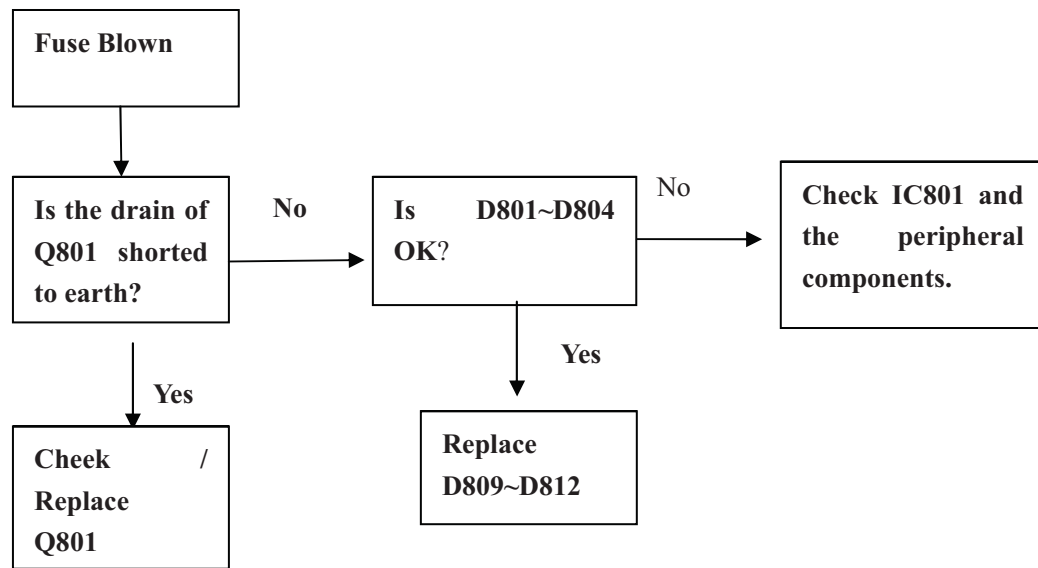 Fuse Blown
Is the drain of
Q801 shorted
to earth?
No
Is D801~D804
OK?
No
Check IC801 and
the peripheral
components.
Yes
Cheek /
Replace
Q801
Yes
Replace
D809~D812